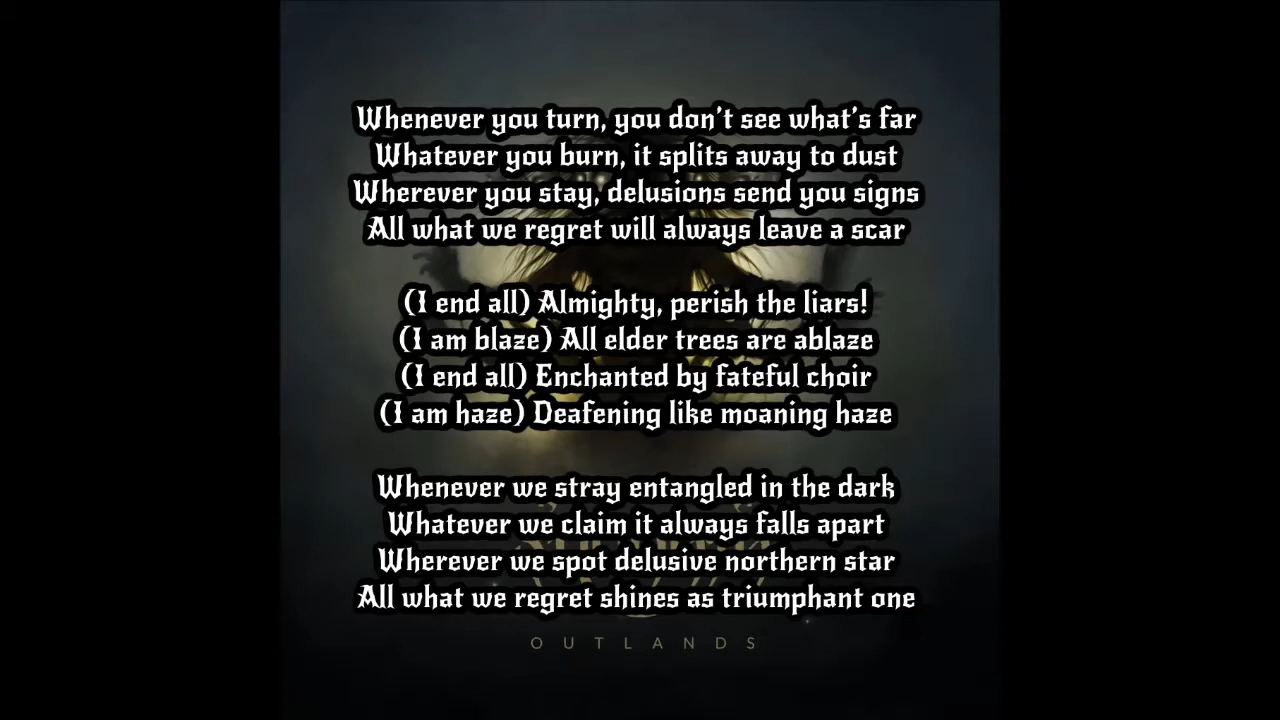 Whenever you turn, you don't see what's far
Whatever you burn, it splits away to dust
Wherever you stay, delusions send you signs
All what we regret will always leave a scar
(I end all) Almighty, perish the liars!
(I am blaze) All elder trees are ablaze
(I end all) Enchanted by fateful choir
(I am haze) Deafening like moaning haze
Whenever we stray entangled in the dark
Whatever we claim it always falls apart
Wherever we spot delusive northern star
All what we regret shines as triumphant one
OUTLANDS